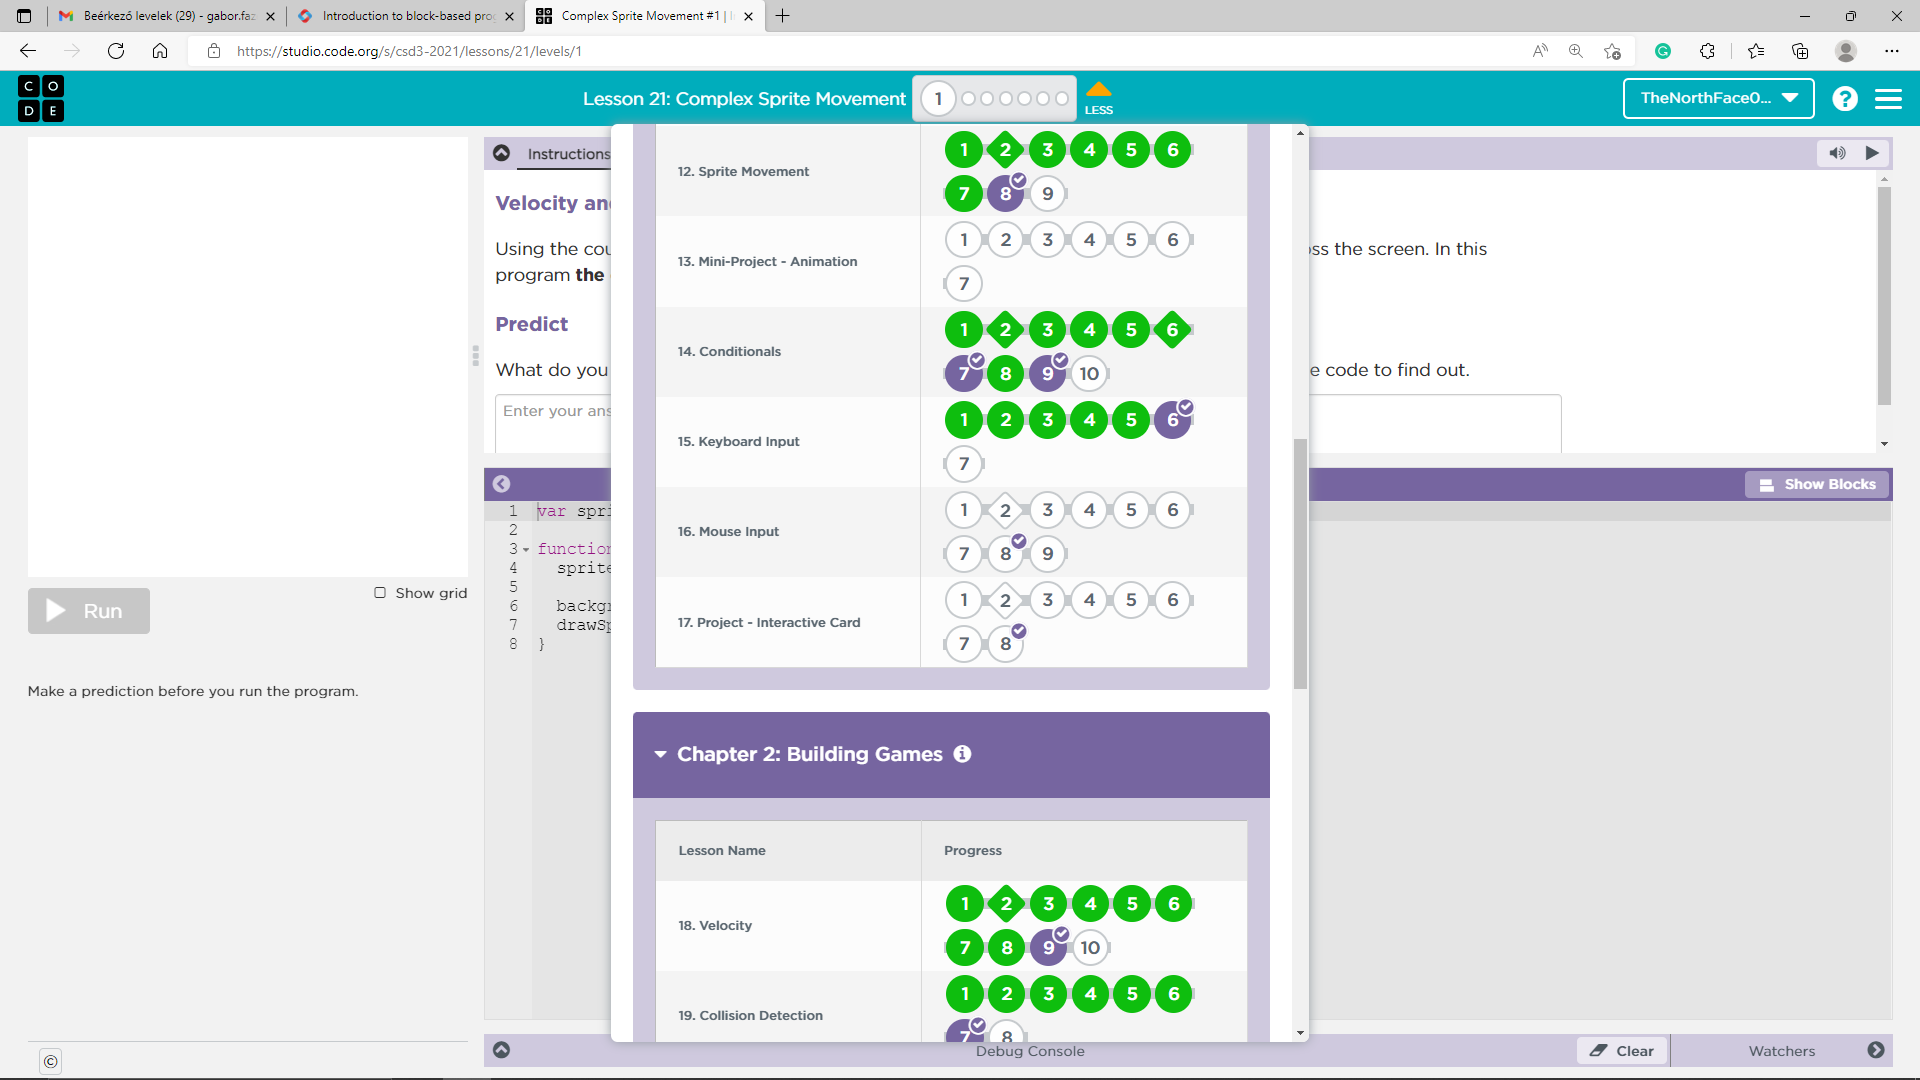 Beérkező levelek (29) - gabor.faz
Introduction to block-based pro
Complex Sprite Movement #1 |
https://studio.code.org/s/csd3-2021/lessons/21/levels/1
C O
D E
Lesson 21: Complex Sprite Movement
1
LESS
TheNorthFace0...
?
Instructions
Velocity an
Using the cou
ss the screen. In this
program the
Predict
What do you
e code to find out.
Enter your ans
12. Sprite Movement
1 2 3 4 5 6
7 8 9
13. Mini-Project - Animation
1 2 3 4 5 6
7
14. Conditionals
1 2 3 4 5 6
7 8 9 10
15. Keyboard Input
1 2 3 4 5 6
7
16. Mouse Input
1 2 3 4 5 6
7 8 9
17. Project - Interactive Card
1 2 3 4 5 6
7 8
Chapter 2: Building Games
Lesson Name Progress
18. Velocity
1 2 3 4 5 6
7 8 9 10
19. Collision Detection
1 2 3 4 5 6
7 8
Show Blocks
1 var spri
2
3 function
4 sprite
5
6 backgr
7 drawSp
8 }
Run
Show grid
Make a prediction before you run the program.
©
Debug Console
Clear
Watchers